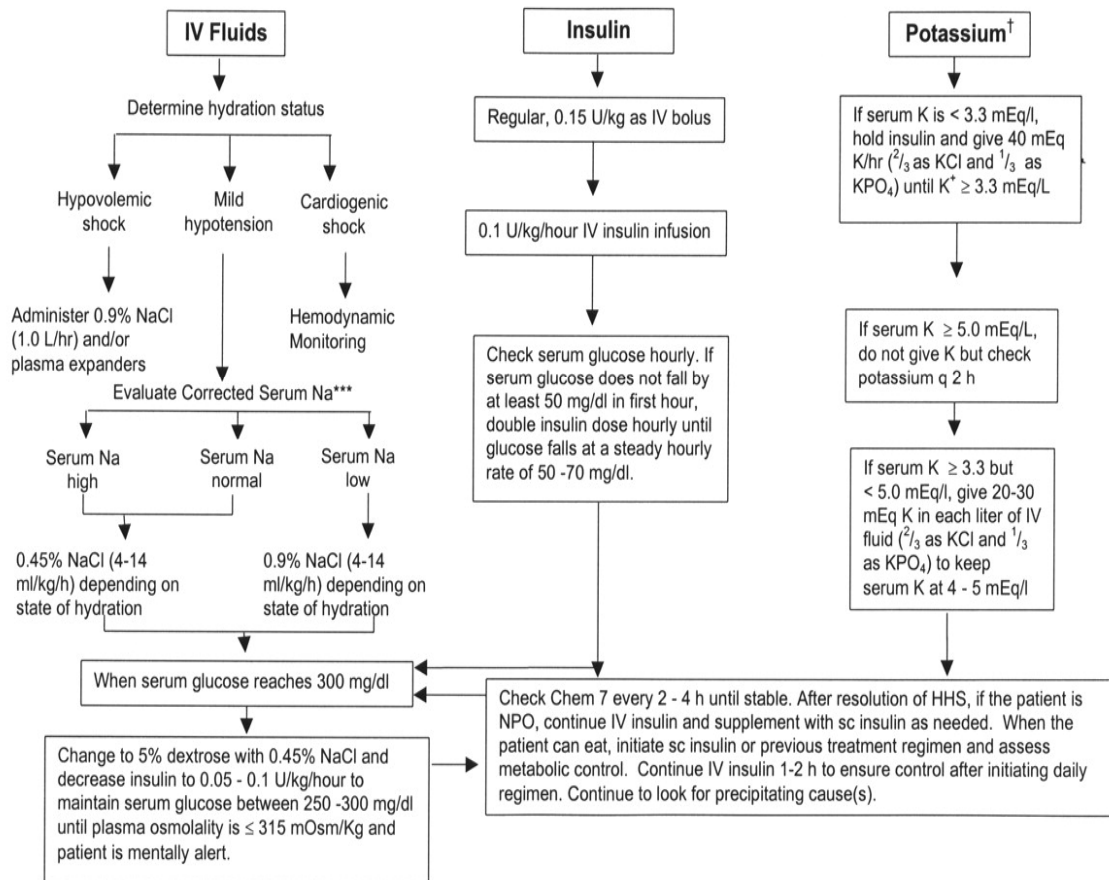 IV Fluids
Determine hydration status
Hypovolemic
shock
Mild
hypotension
Cardiogenic
shock
Administer 0.9% NaCl
(1.0 L/hr) and/or
plasma expanders
Hemodynamic
Monitoring
Evaluate Corrected Serum Na***
Serum Na
high
Serum Na
normal
Serum Na
low
0.45% NaCl (4-14
ml/kg/h) depending on
state of hydration
0.9% NaCl (4-14
ml/kg/h) depending on
state of hydration
When serum glucose reaches 300 mg/dl
Change to 5% dextrose with 0.45% NaCl and
decrease insulin to 0.05 - 0.1 U/kg/hour to
maintain serum glucose between 250 -300 mg/dl
until plasma osmolality is ≤ 315 mOsm/Kg and
patient is mentally alert.
Insulin
Regular, 0.15 U/kg as IV bolus
0.1 U/kg/hour IV insulin infusion
Check serum glucose hourly. If
serum glucose does not fall by
at least 50 mg/dl in first hour,
double insulin dose hourly until
glucose falls at a steady hourly
rate of 50 -70 mg/dl.
Potassium†
If serum K is < 3.3 mEq/l,
hold insulin and give 40 mEq
K/hr (2/3 as KCl and 1/3 as
KPO4) until K+ ≥ 3.3 mEq/L
If serum K ≥ 5.0 mEq/L,
do not give K but check
potassium q 2 h
If serum K ≥ 3.3 but
< 5.0 mEq/l, give 20-30
mEq K in each liter of IV
fluid (2/3 as KCl and 1/3
as KPO4) to keep
serum K at 4 - 5 mEq/l
Check Chem 7 every 2 - 4 h until stable. After resolution of HHS, if the patient is
NPO, continue IV insulin and supplement with sc insulin as needed. When the
patient can eat, initiate sc insulin or previous treatment regimen and assess
metabolic control. Continue IV insulin 1-2 h to ensure control after initiating daily
regimen. Continue to look for precipitating cause(s).